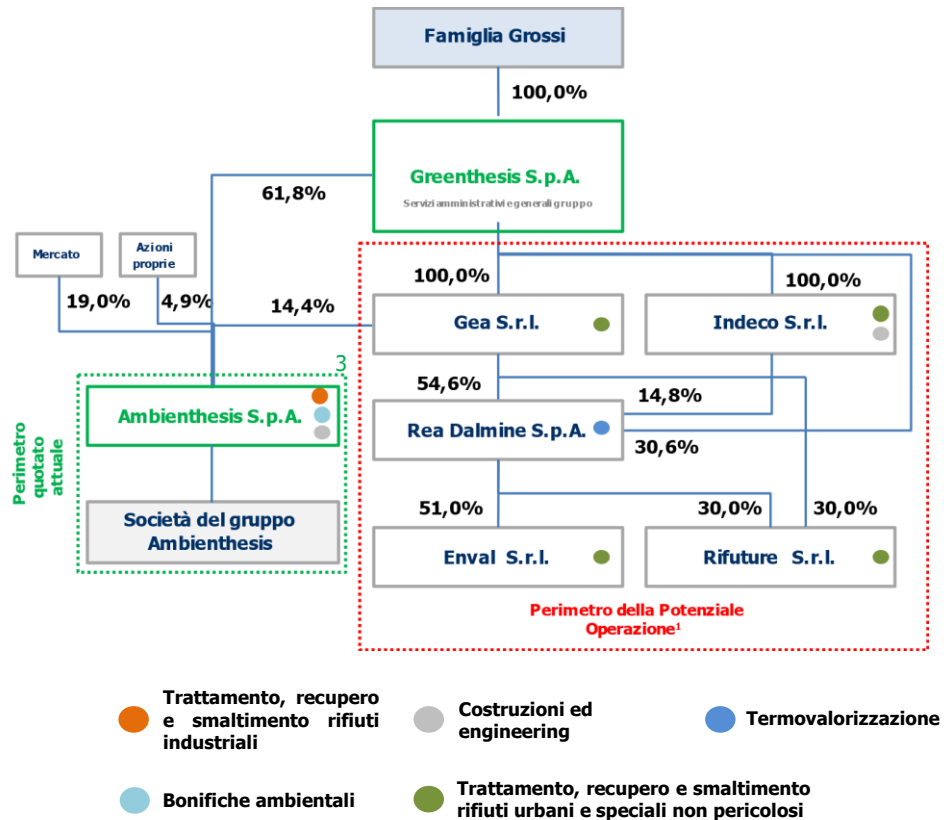 Famiglia Grossi
100,0%
Greenthesis S.p.A.
Servizi amministrativi e generali gruppo
61,8%
Mercato
Azioni
proprie
19,0%
4,9%
14,4%
100,0%
100,0%
Gea S.r.l.
Indeco S.r.l.
3
54,6%
14,8%
Ambienthesis S.p.A.
Rea Dalmine S.p.A.
30,6%
Perimetro
quotato
attuale
Società del gruppo
Ambienthesis
51,0%
30,0%
30,0%
Enval S.r.l.
Rifuture S.r.l.
Perimetro della Potenziale
Operazione¹
Trattamento, recupero
e smaltimento rifiuti
industriali
Costruzioni ed
engineering
Termovalorizzazione
Bonifiche ambientali
Trattamento, recupero e smaltimento
rifiuti urbani e speciali non pericolosi